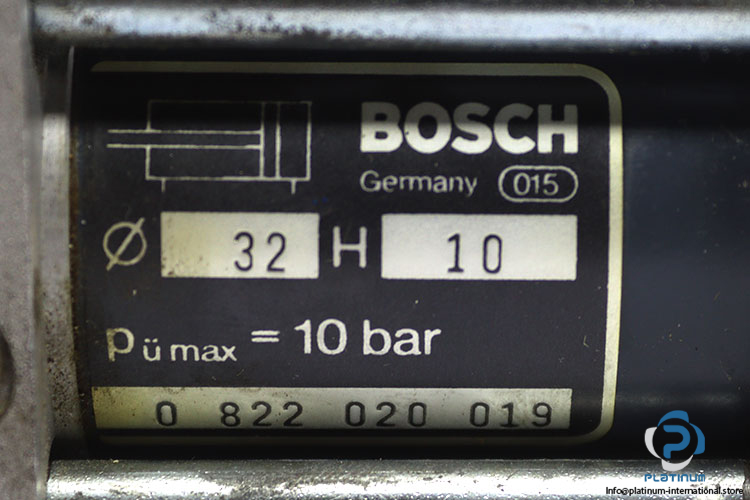 BOSCH
Germany 015
Ø 32 H 10
pü max = 10 bar
0 822 020 019
PLATINUM
Info@platinum-international.store